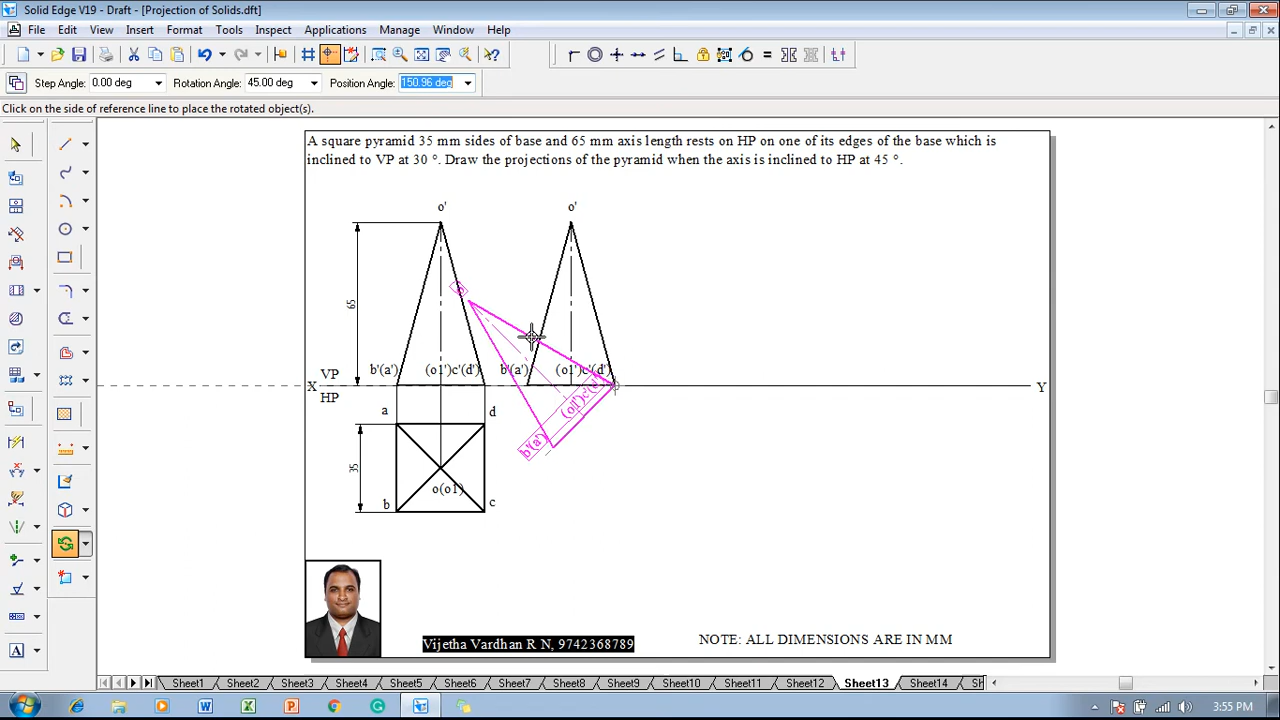 Solid Edge V19 - Draft - [Projection of Solids.dft]
File Edit View Insert Format Tools Inspect Applications Manage Window Help
Step Angle: 0.00 deg Rotation Angle: 45.00 deg Position Angle: 150.96 deg
Click on the side of reference line to place the rotated object(s).
A square pyramid 35 mm sides of base and 65 mm axis length rests on HP on one of its edges of the base which is
inclined to VP at 30 °. Draw the projections of the pyramid when the axis is inclined to HP at 45 °.
o' o'
65
b'(a') (o1')c'(d') b'(a') (o1')c'(d')
VP
X Y
HP
(o1')c'(d')
b'(a')
a d
35
o(o1)
b c
Vijetha Vardhan R N, 9742368789
NOTE: ALL DIMENSIONS ARE IN MM
Sheet1 Sheet2 Sheet3 Sheet4 Sheet5 Sheet6 Sheet7 Sheet8 Sheet9 Sheet10 Sheet11 Sheet12 Sheet13 Sheet14 Sl
3:55 PM